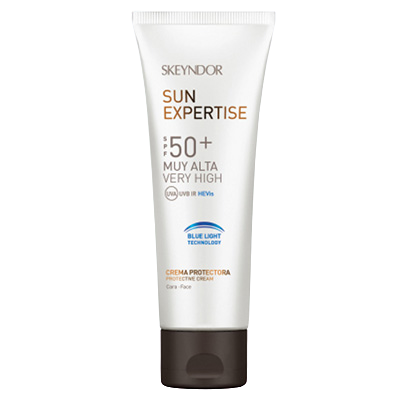 SKEYNDOR
SUN
EXPERTISE
SPF 50+
MUY ALTA
VERY HIGH
UVA UVB IR HEVis
BLUE LIGHT
TECHNOLOGY
CREMA PROTECTORA
PROTECTIVE CREAM
Cara - Face